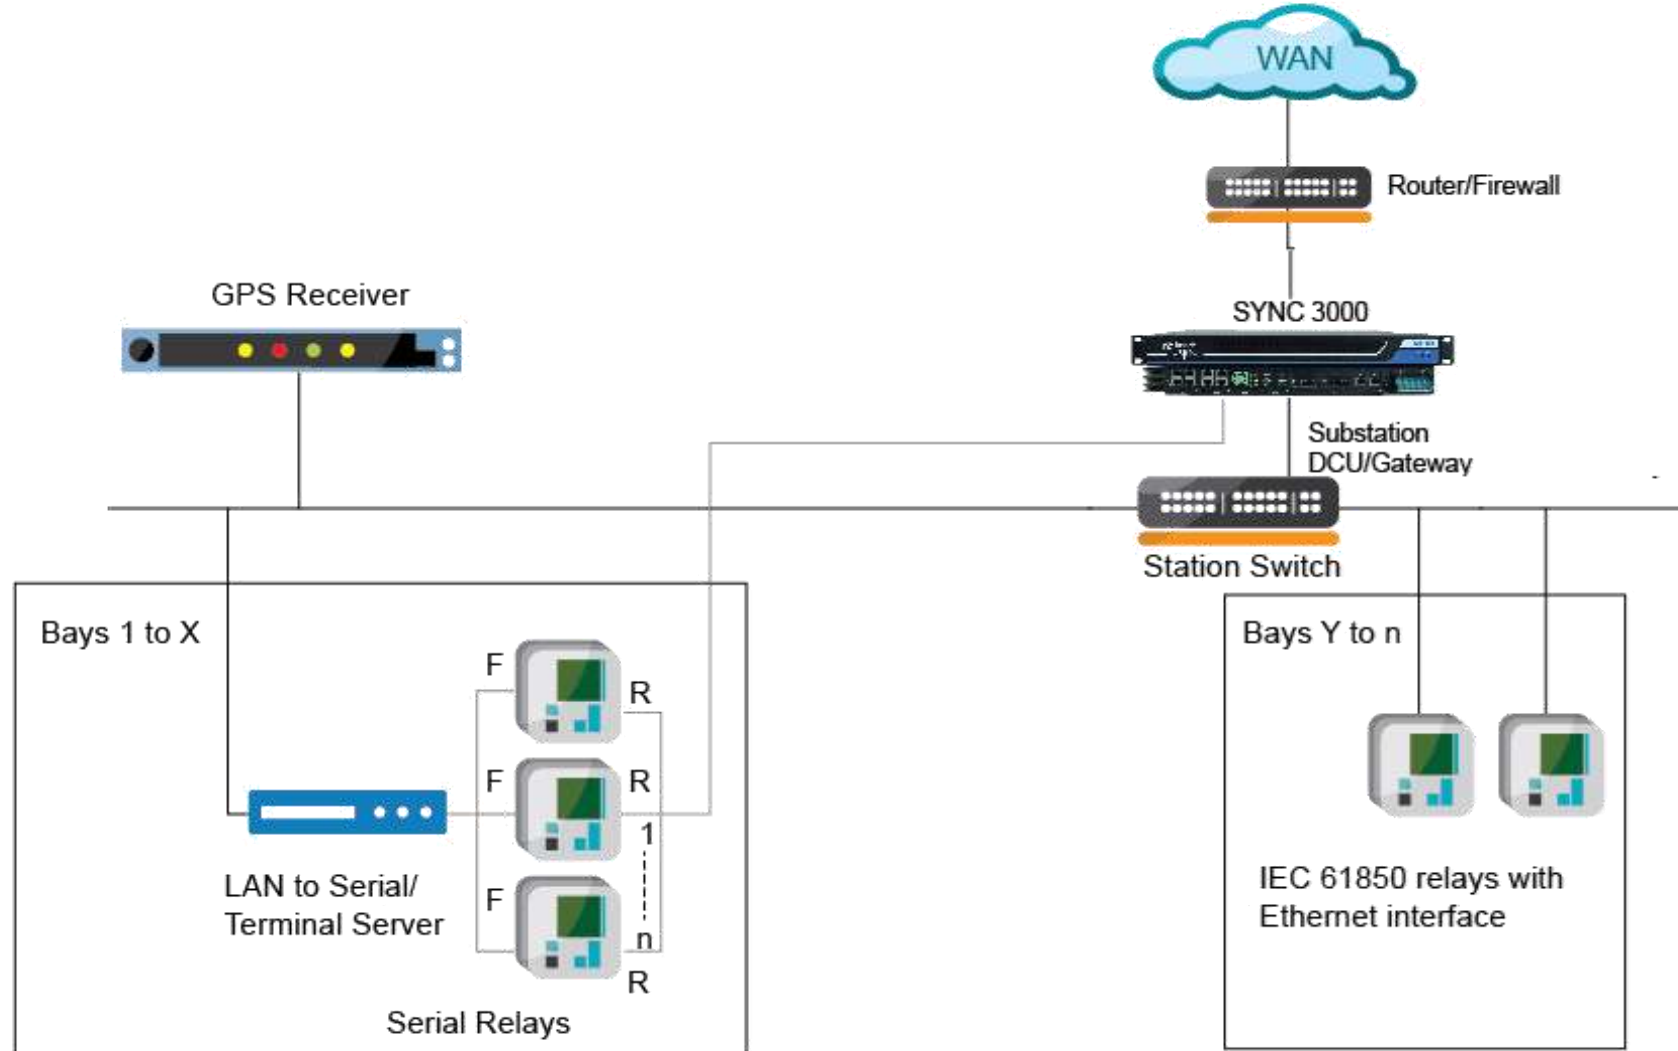 WAN
Router/Firewall
GPS Receiver
SYNC 3000
Substation
DCU/Gateway
Station Switch
Bays 1 to X
F
R
F
R
1
F
n
R
LAN to Serial/
Terminal Server
Serial Relays
Bays Y to n
IEC 61850 relays with
Ethernet interface